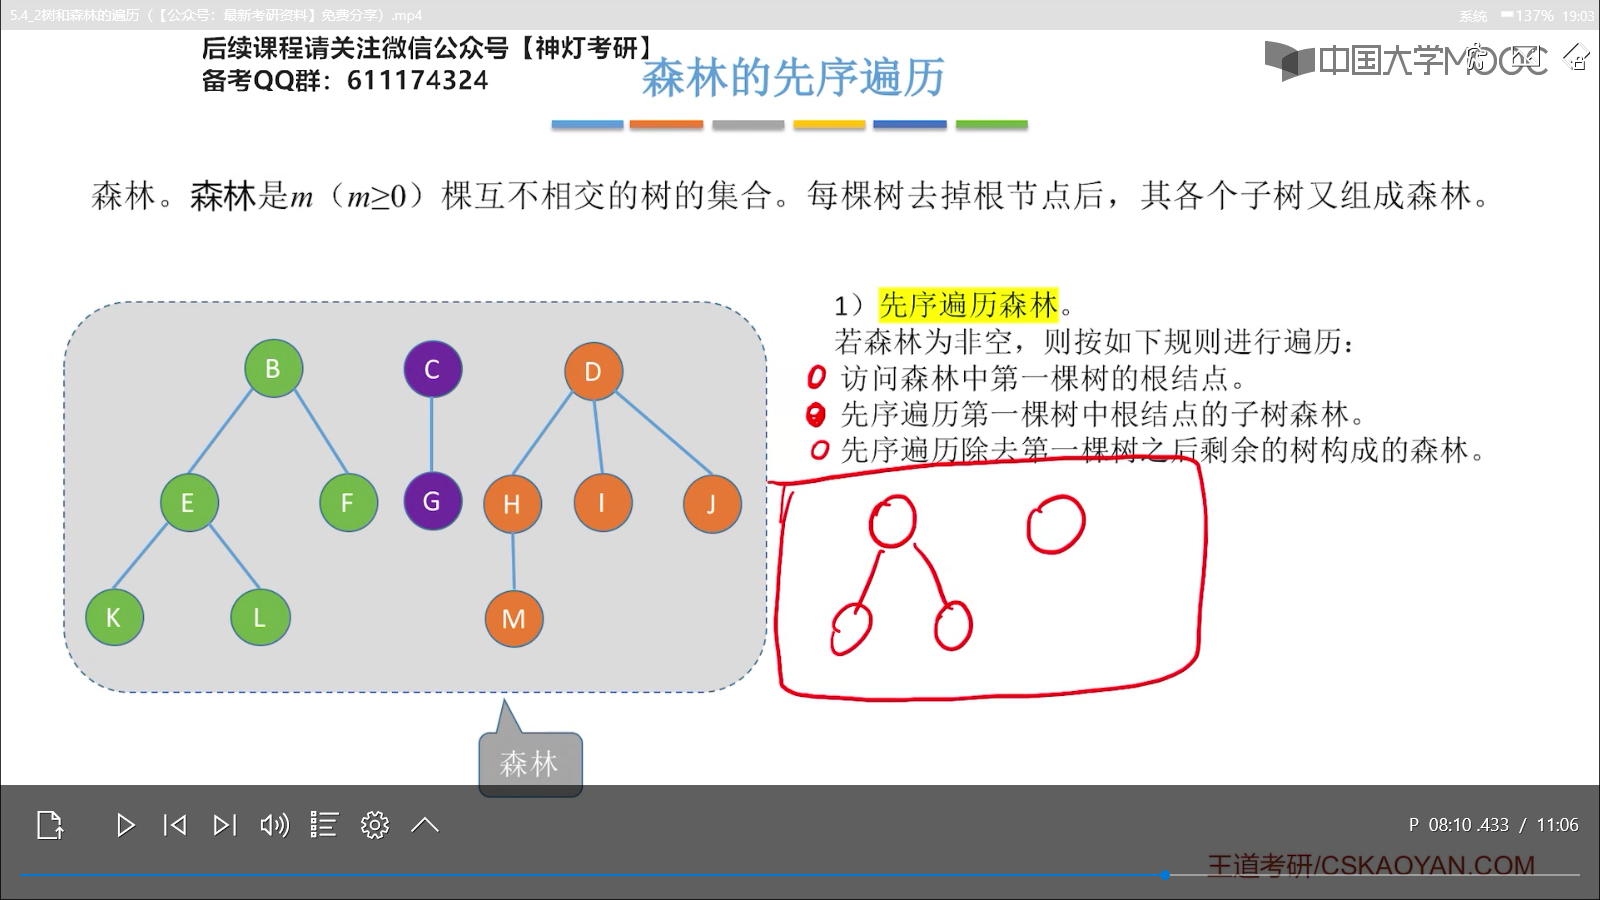 5.4_2树和森林的遍历（【公众号：最新考研资料】免费分享）.mp4
系统 137% 19:03
后续课程请关注微信公众号【神灯考研】
备考QQ群：611174324
森林的先序遍历
中国大学MOOC
森林。森林是m（m≥0）棵互不相交的树的集合。每棵树去掉根节点后，其各个子树又组成森林。
1）先序遍历森林。
若森林为非空，则按如下规则进行遍历：
访问森林中第一棵树的根结点。
先序遍历第一棵树中根结点的子树森林。
先序遍历除去第一棵树之后剩余的树构成的森林。
B C D
E F G H I J
K L M
森林
P 08:10 .433 / 11:06
王道考研/CSKAOYAN.COM